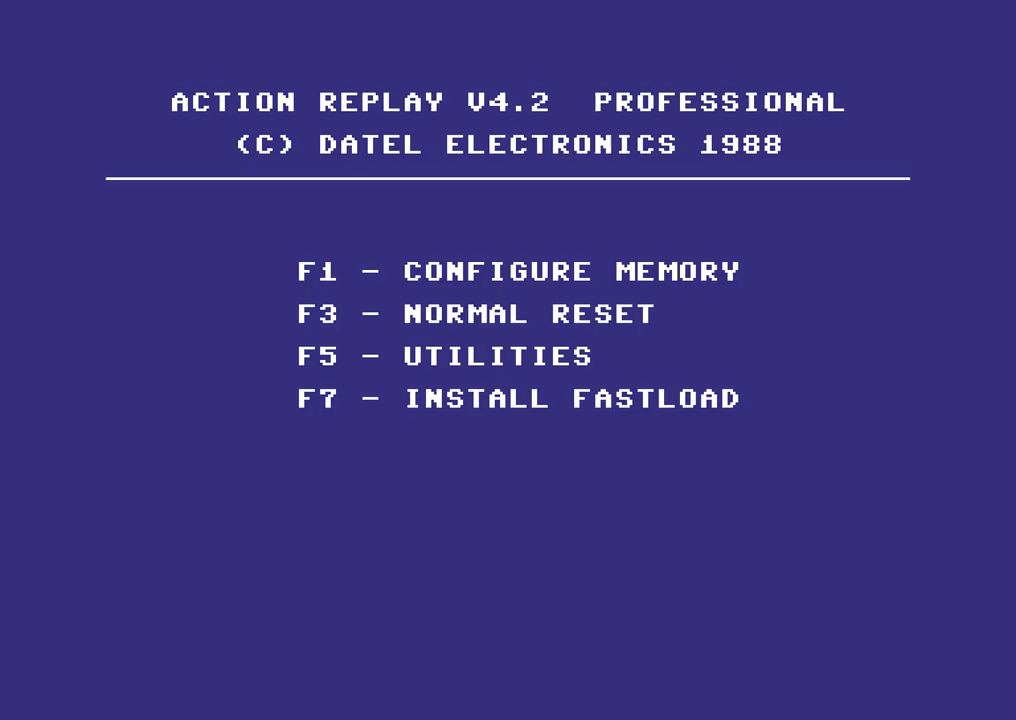 ACTION REPLAY V4.2  PROFESSIONAL
(C) DATEL ELECTRONICS 1988
F1 - CONFIGURE MEMORY
F3 - NORMAL RESET
F5 - UTILITIES
F7 - INSTALL FASTLOAD